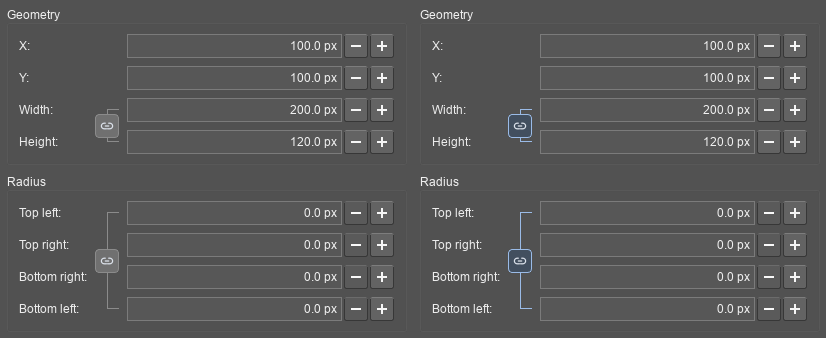 Geometry
X: 100.0 px
Y: 100.0 px
Width: 200.0 px
Height: 120.0 px
Radius
Top left: 0.0 px
Top right: 0.0 px
Bottom right: 0.0 px
Bottom left: 0.0 px
Geometry
X: 100.0 px
Y: 100.0 px
Width: 200.0 px
Height: 120.0 px
Radius
Top left: 0.0 px
Top right: 0.0 px
Bottom right: 0.0 px
Bottom left: 0.0 px